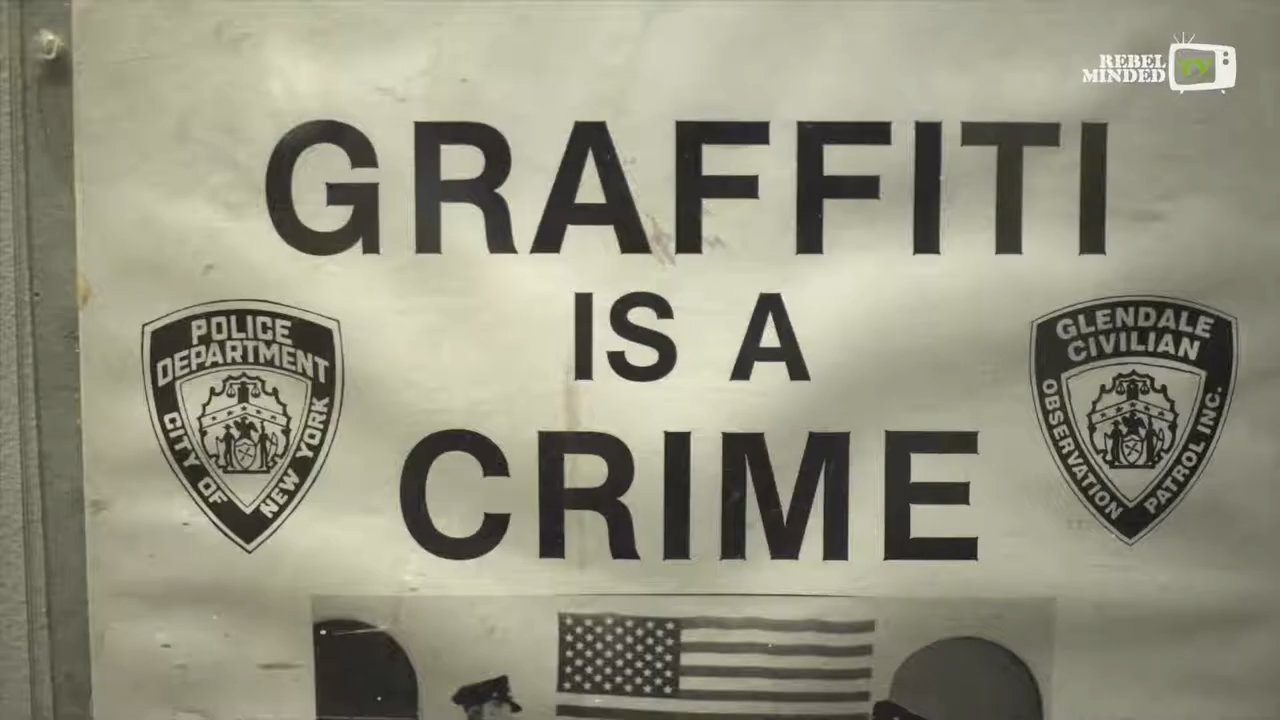 REBEL
MINDED
TV
GRAFFITI
IS A
CRIME
POLICE
DEPARTMENT
CITY OF
NEW YORK
GLENDALE
CIVILIAN
OBSERVATION
PATROL INC.